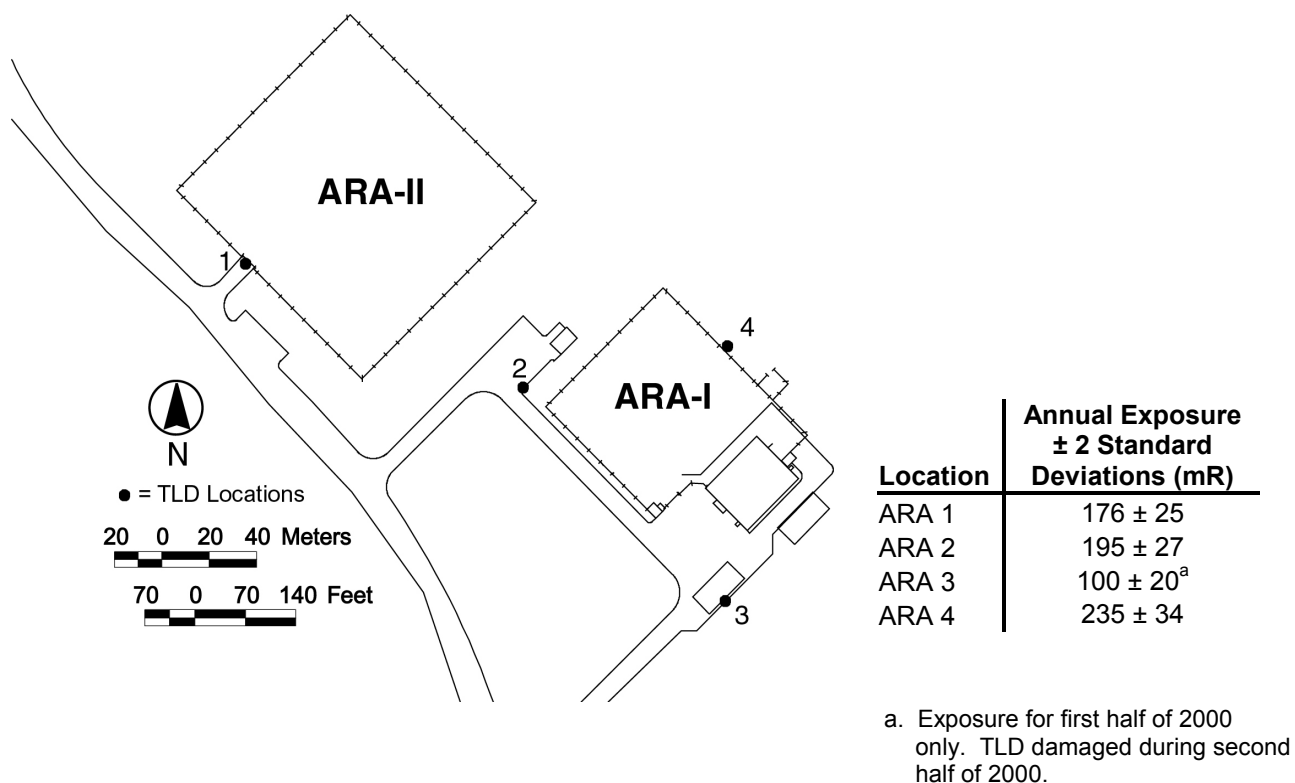 ARA-II
1
4
2
ARA-I
N
● = TLD Locations
20 0 20 40 Meters
70 0 70 140 Feet
3
Location Annual Exposure
± 2 Standard
Deviations (mR)
ARA 1 176 ± 25
ARA 2 195 ± 27
ARA 3 100 ± 20ᵃ
ARA 4 235 ± 34
a. Exposure for first half of 2000
only. TLD damaged during second
half of 2000.